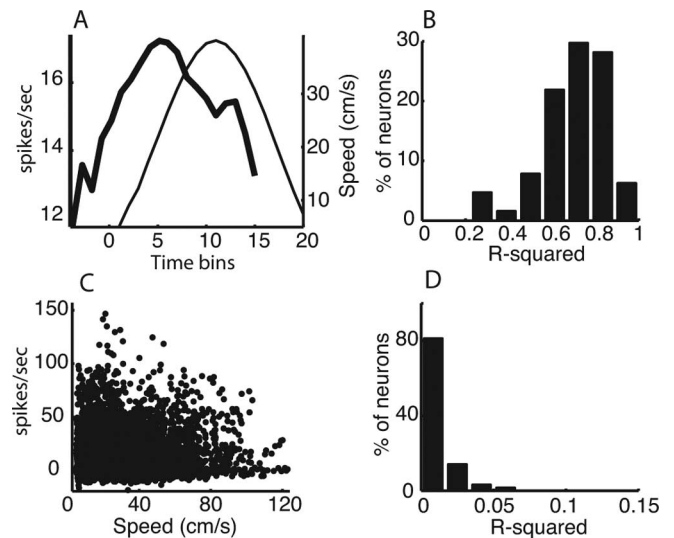 A
16
14
12
spikes/sec
30
20
10
Speed (cm/s)
0 5 10 15 20
Time bins
B
30
20
10
0
% of neurons
0 0.2 0.4 0.6 0.8 1
R-squared
C
150
100
50
0
spikes/sec
0 40 80 120
Speed (cm/s)
D
80
40
0
% of neurons
0 0.05 0.1 0.15
R-squared